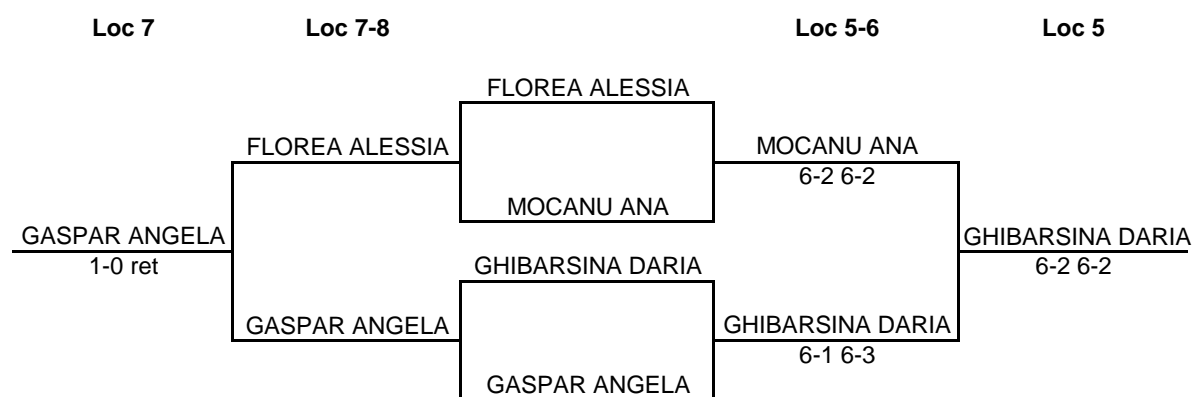 Loc 7 Loc 7-8 Loc 5-6 Loc 5
FLOREA ALESSIA
FLOREA ALESSIA MOCANU ANA
6-2 6-2
MOCANU ANA
GASPAR ANGELA GHIBARSINA DARIA
1-0 ret GHIBARSINA DARIA 6-2 6-2
GASPAR ANGELA GHIBARSINA DARIA
6-1 6-3
GASPAR ANGELA